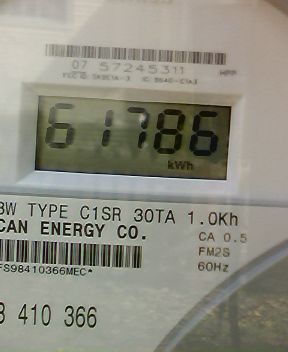 07 57245311
61786
kWh
3W TYPE C1SR 30TA 1.0Kh
CAN ENERGY CO.
CA 0.5
FM2S
60Hz
FS98410366MEC*
410 366